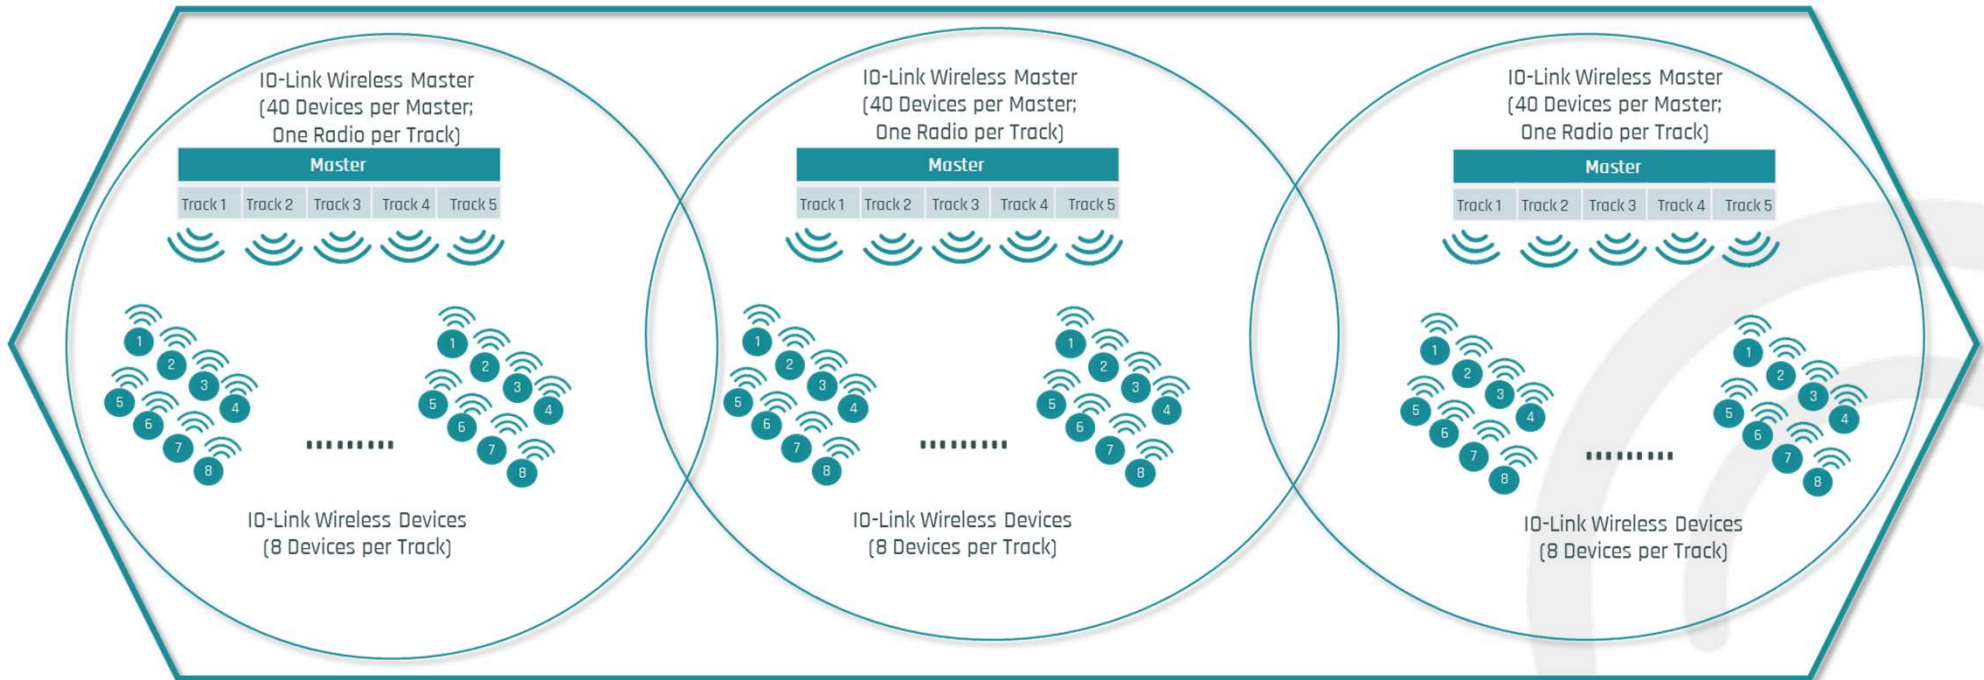 IO-Link Wireless Master
(40 Devices per Master;
One Radio per Track)
Master
Track 1 Track 2 Track 3 Track 4 Track 5
1
2
3
4
5
6
7
8
1
2
3
4
5
6
7
8
IO-Link Wireless Devices
(8 Devices per Track)
IO-Link Wireless Master
(40 Devices per Master;
One Radio per Track)
Master
Track 1 Track 2 Track 3 Track 4 Track 5
1
2
3
4
5
6
7
8
1
2
3
4
5
6
7
8
IO-Link Wireless Devices
(8 Devices per Track)
IO-Link Wireless Master
(40 Devices per Master;
One Radio per Track)
Master
Track 1 Track 2 Track 3 Track 4 Track 5
1
2
3
4
5
6
7
8
1
2
3
4
5
6
7
8
IO-Link Wireless Devices
(8 Devices per Track)